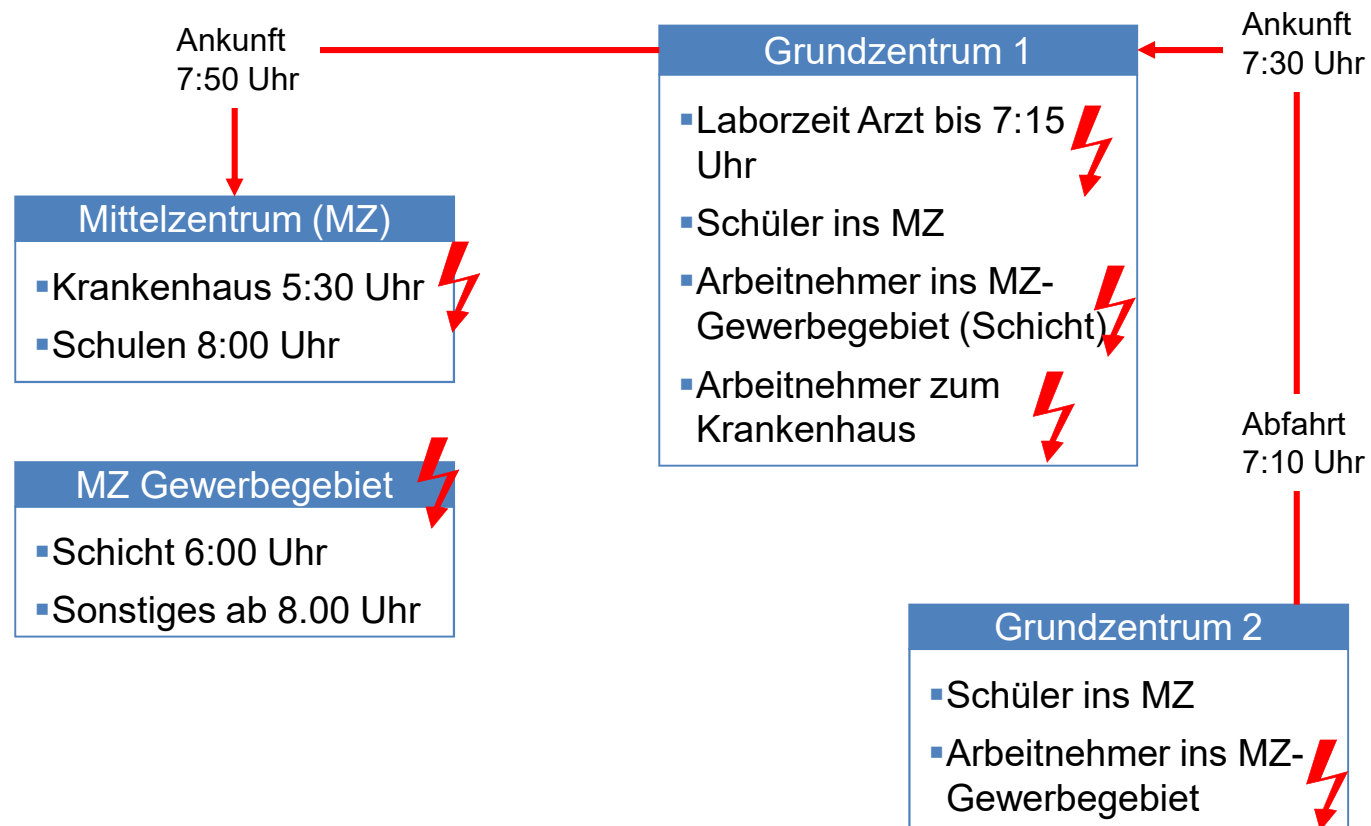 Ankunft
7:50 Uhr
Grundzentrum 1
▪Laborzeit Arzt bis 7:15
Uhr
▪Schüler ins MZ
▪Arbeitnehmer ins MZ-
Gewerbegebiet (Schicht)
▪Arbeitnehmer zum
Krankenhaus
Ankunft
7:30 Uhr
Mittelzentrum (MZ)
▪Krankenhaus 5:30 Uhr
▪Schulen 8:00 Uhr
MZ Gewerbegebiet
▪Schicht 6:00 Uhr
▪Sonstiges ab 8.00 Uhr
Abfahrt
7:10 Uhr
Grundzentrum 2
▪Schüler ins MZ
▪Arbeitnehmer ins MZ-
Gewerbegebiet